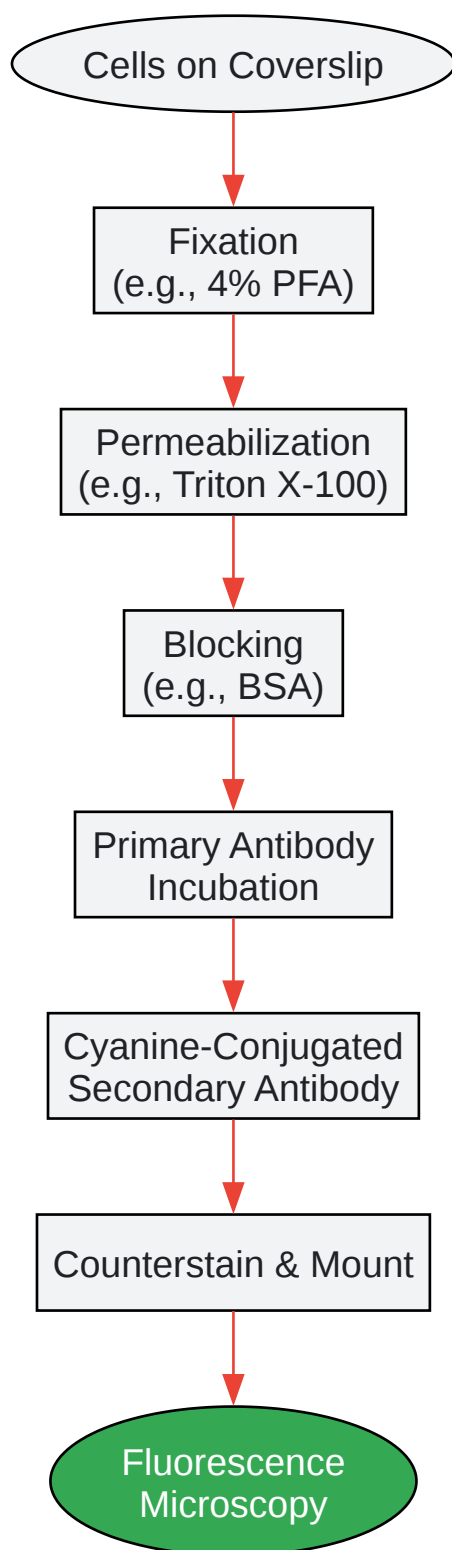 Cells on Coverslip
Fixation
(e.g., 4% PFA)
Permeabilization
(e.g., Triton X-100)
Blocking
(e.g., BSA)
Primary Antibody
Incubation
Cyanine-Conjugated
Secondary Antibody
Counterstain & Mount
Fluorescence
Microscopy